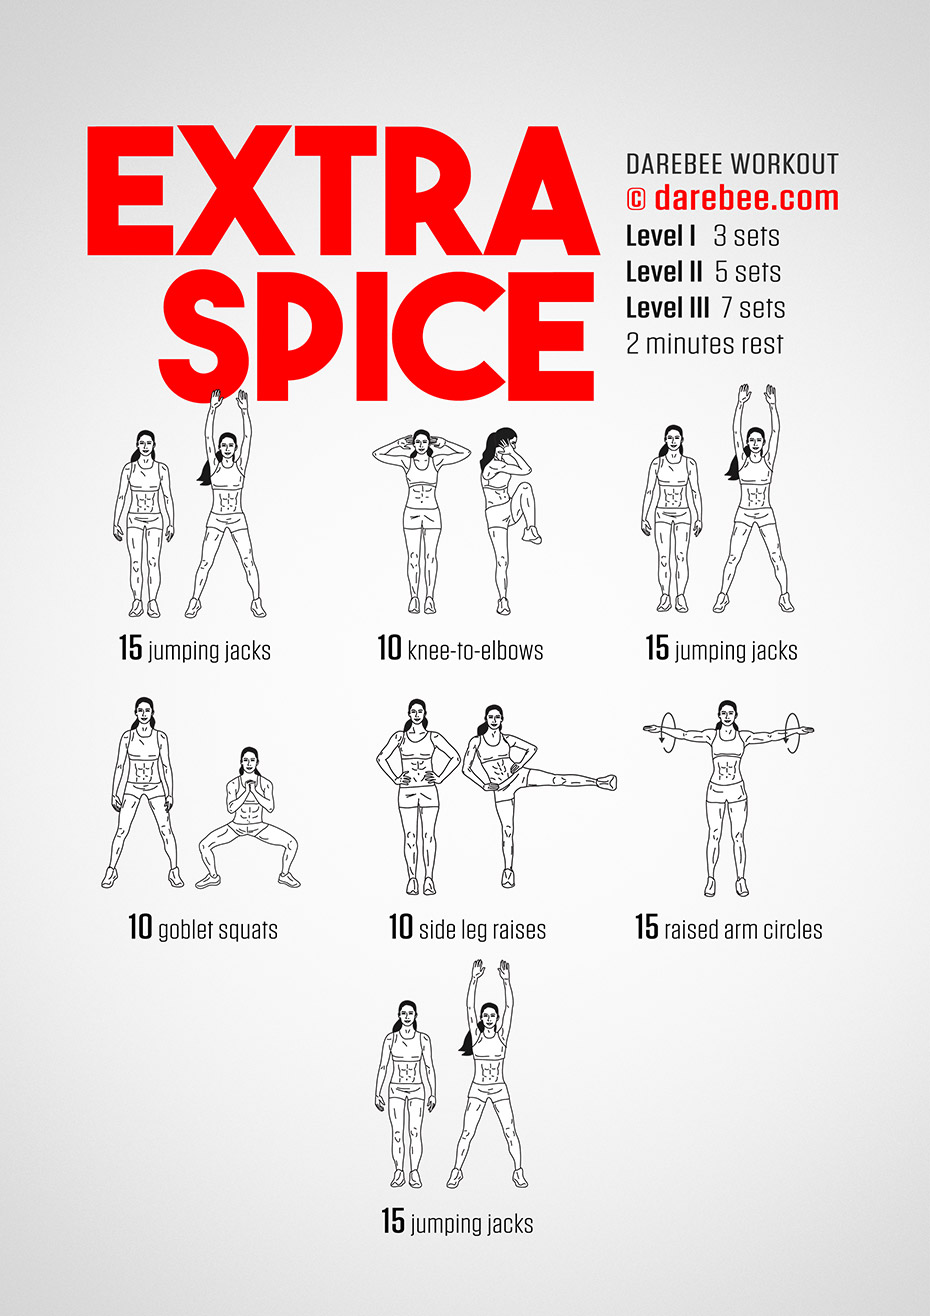 EXTRA
SPICE
DAREBEE WORKOUT
© darebee.com
Level I 3 sets
Level II 5 sets
Level III 7 sets
2 minutes rest
15 jumping jacks
10 knee-to-elbows
15 jumping jacks
10 goblet squats
10 side leg raises
15 raised arm circles
15 jumping jacks